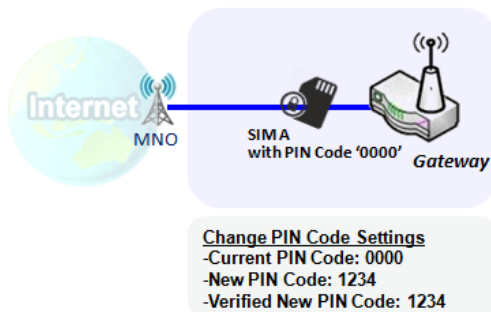 Internet
MNO
SIM A
with PIN Code ‘0000’
Gateway
Change PIN Code Settings
-Current PIN Code: 0000
-New PIN Code: 1234
-Verified New PIN Code: 1234